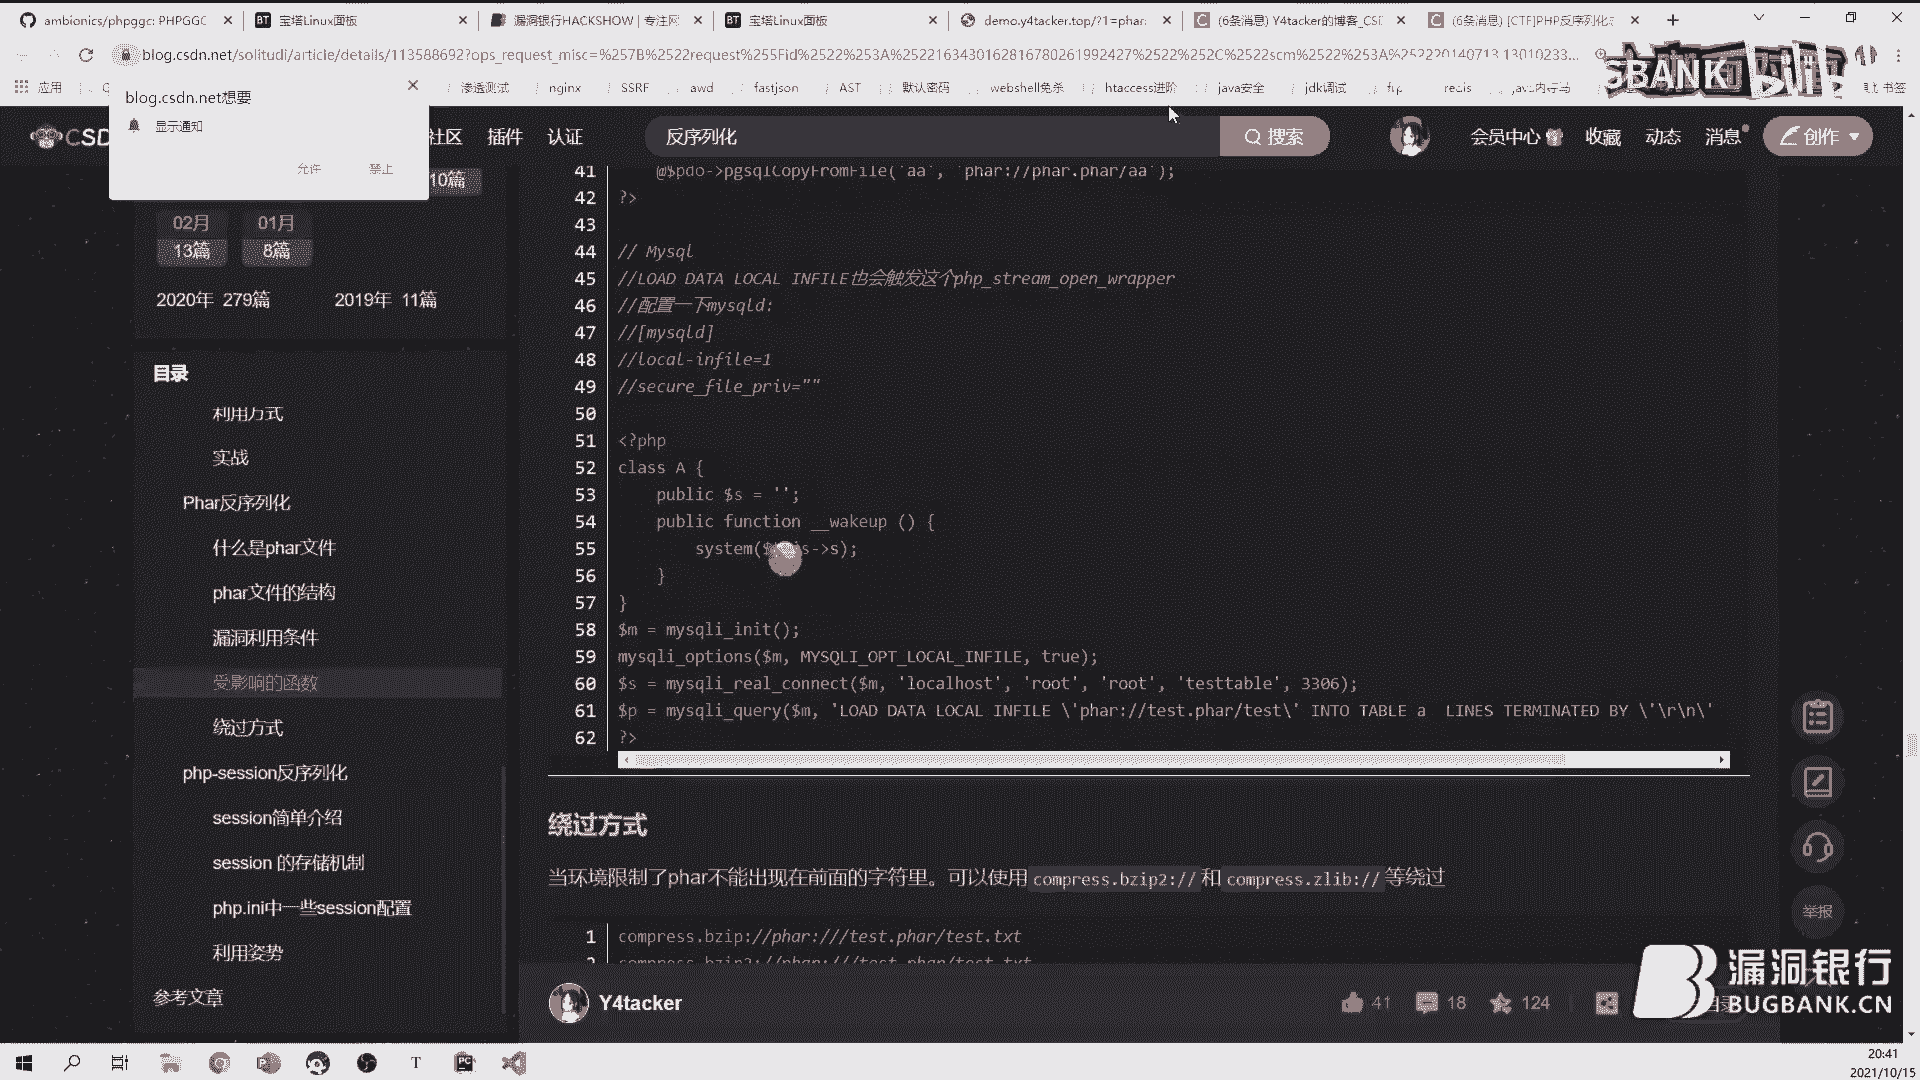 ambionics/phpggc: PHPGGC
宝塔Linux面板
漏洞银行HACKSHOW | 专注网
宝塔Linux面板
demo.y4tacker.top/?1=phar:
(6条消息) Y4tacker的博客_CSD
(6条消息) [CTF]PHP反序列化
blog.csdn.net/solitudi/article/details/113588692?ops_request_misc=%257B%2522request%255Fid%2522%253A%2522163430162816780261992427%2522%252C%2522scm%2522%253A%252220140713.13010233...
应用
渗透测试
nginx
SSRF
awd
fastjson
AST
默认密码
webshell免杀
htaccess进阶
java安全
jdk调试
redis
java内存马
书签
blog.csdn.net想要
显示通知
允许
禁止
社区
插件
认证
反序列化
搜索
会员中心
收藏
动态
消息
创作
10篇
02月
01月
13篇
8篇
2020年 279篇
2019年 11篇
目录
利用方式
实战
Phar反序列化
什么是phar文件
phar文件的结构
漏洞利用条件
受影响的函数
绕过方式
php-session反序列化
session简单介绍
session 的存储机制
php.ini中一些session配置
利用姿势
参考文章
41 @$pdo->pgsqlCopyFromFile('aa', 'phar://phar.phar/aa');
42 ?>
43
44 // Mysql
45 //LOAD DATA LOCAL INFILE也会触发这个php_stream_open_wrapper
46 //配置一下mysqld:
47 //[mysqld]
48 //local-infile=1
49 //secure_file_priv=""
50
51 <?php
52 class A {
53 public $s = '';
54 public function __wakeup () {
55 system($ s->s);
56 }
57 }
58 $m = mysqli_init();
59 mysqli_options($m, MYSQLI_OPT_LOCAL_INFILE, true);
60 $s = mysqli_real_connect($m, 'localhost', 'root', 'root', 'testtable', 3306);
61 $p = mysqli_query($m, 'LOAD DATA LOCAL INFILE \'phar://test.phar/test\' INTO TABLE a  LINES TERMINATED BY \'\r\n\'
62 ?>
绕过方式
当环境限制了phar不能出现在前面的字符里。可以使用compress.bzip2://和compress.zlib://等绕过
1 compress.bzip://phar:///test.phar/test.txt
compress.bzip2://phar:///test.phar/test.txt
Y4tacker
41
18
124
举报
漏洞银行
BUGBANK.CN
20:41
2021/10/15